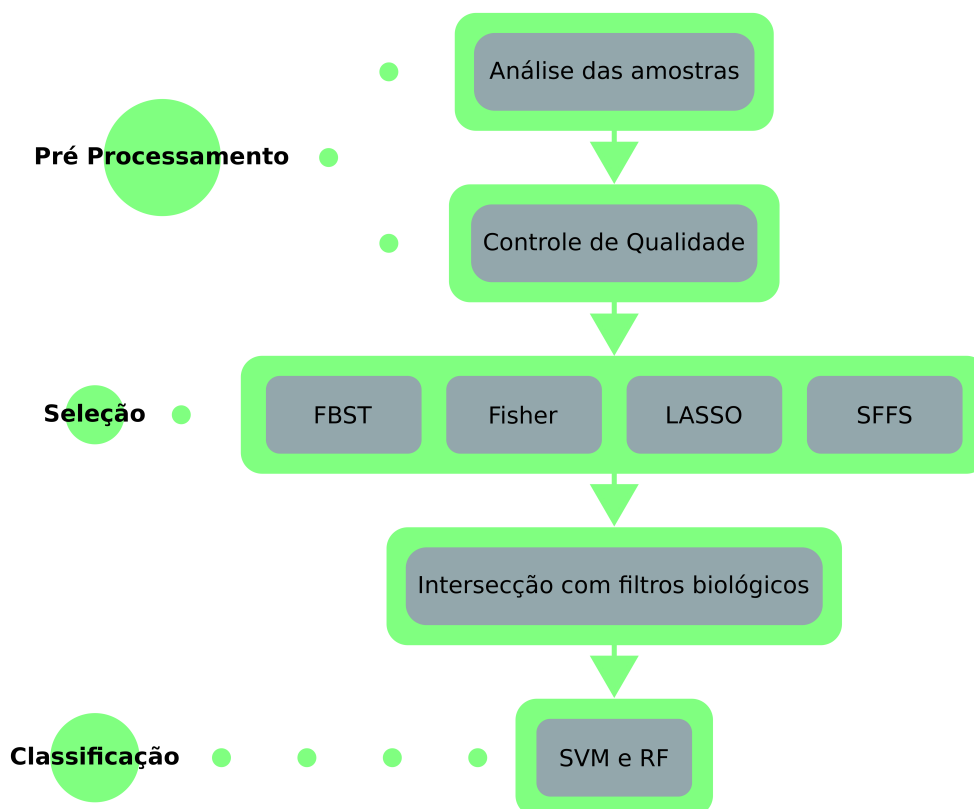 Análise das amostras
Pré Processamento
Controle de Qualidade
Seleção
FBST
Fisher
LASSO
SFFS
Intersecção com filtros biológicos
Classificação
SVM e RF